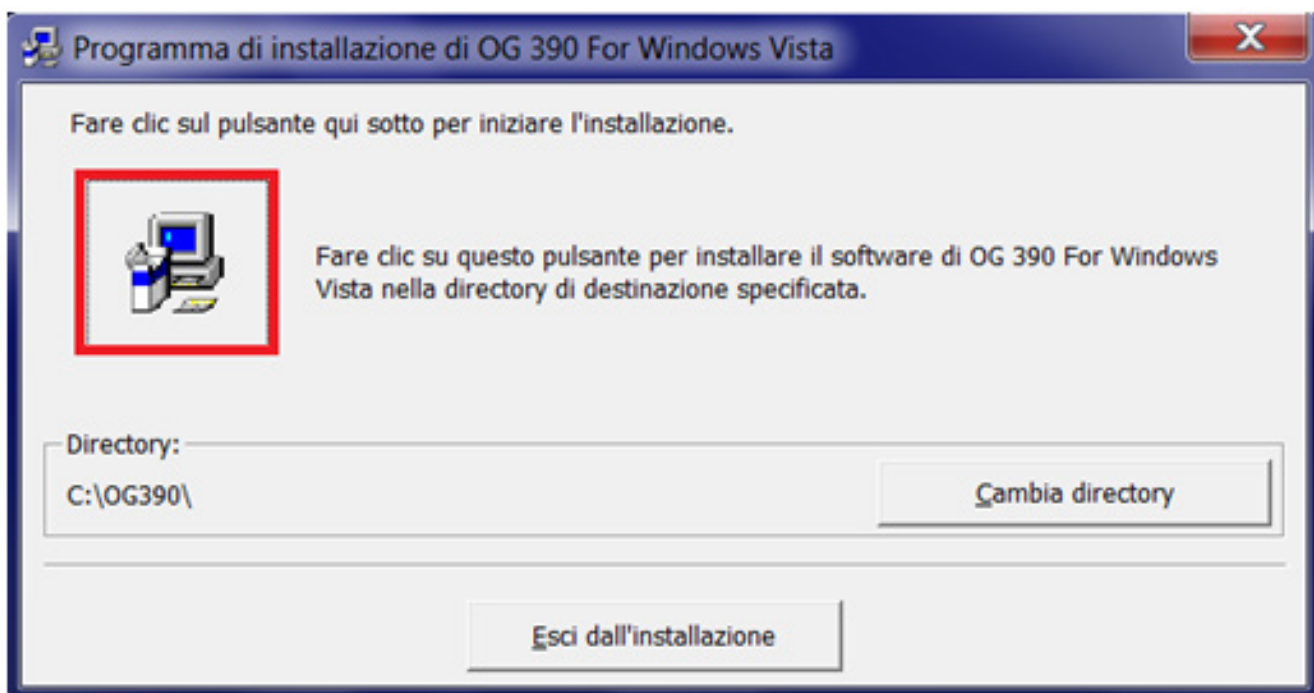 Programma di installazione di OG 390 For Windows Vista
Fare clic sul pulsante qui sotto per iniziare l'installazione.
Fare clic su questo pulsante per installare il software di OG 390 For Windows
Vista nella directory di destinazione specificata.
Directory:
C:\OG390\
Cambia directory
Esci dall'installazione